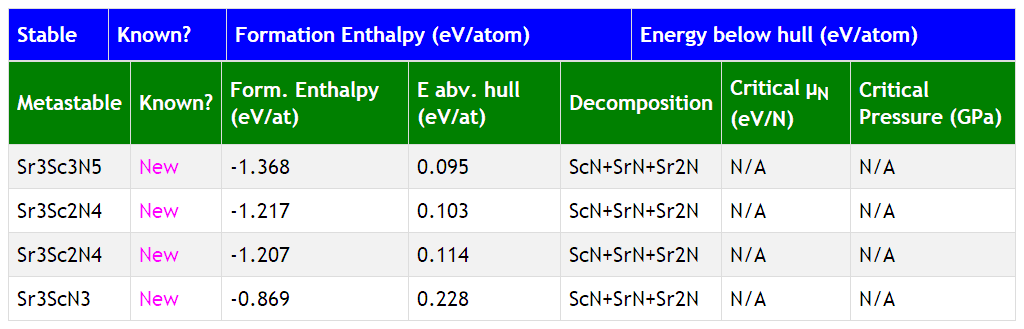 Stable Known? Formation Enthalpy (eV/atom) Energy below hull (eV/atom)
Metastable Known? Form. Enthalpy (eV/at) E abv. hull (eV/at) Decomposition Critical μN (eV/N) Critical Pressure (GPa)
Sr3Sc3N5 New -1.368 0.095 ScN+SrN+Sr2N N/A N/A
Sr3Sc2N4 New -1.217 0.103 ScN+SrN+Sr2N N/A N/A
Sr3Sc2N4 New -1.207 0.114 ScN+SrN+Sr2N N/A N/A
Sr3ScN3 New -0.869 0.228 ScN+SrN+Sr2N N/A N/A